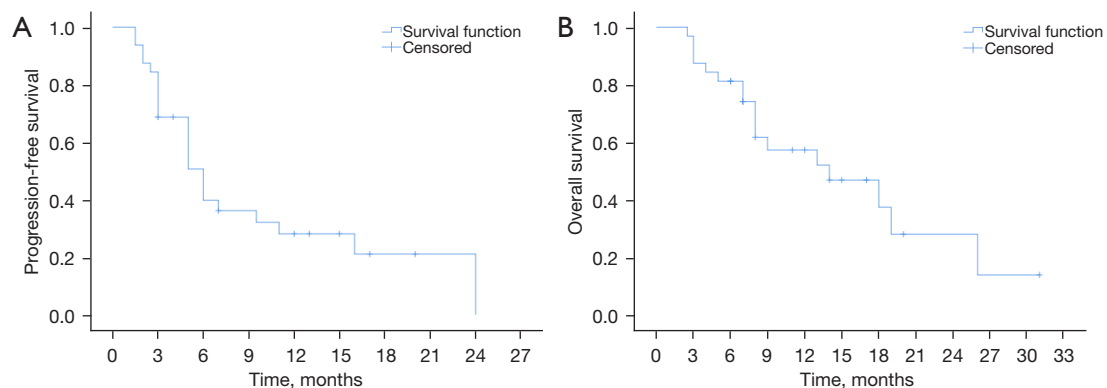 A
Survival function
Censored
1.0
0.8
0.6
0.4
0.2
0.0
Progression-free survival
0 3 6 9 12 15 18 21 24 27
Time, months
B
Survival function
Censored
1.0
0.8
0.6
0.4
0.2
0.0
Overall survival
0 3 6 9 12 15 18 21 24 27 30 33
Time, months